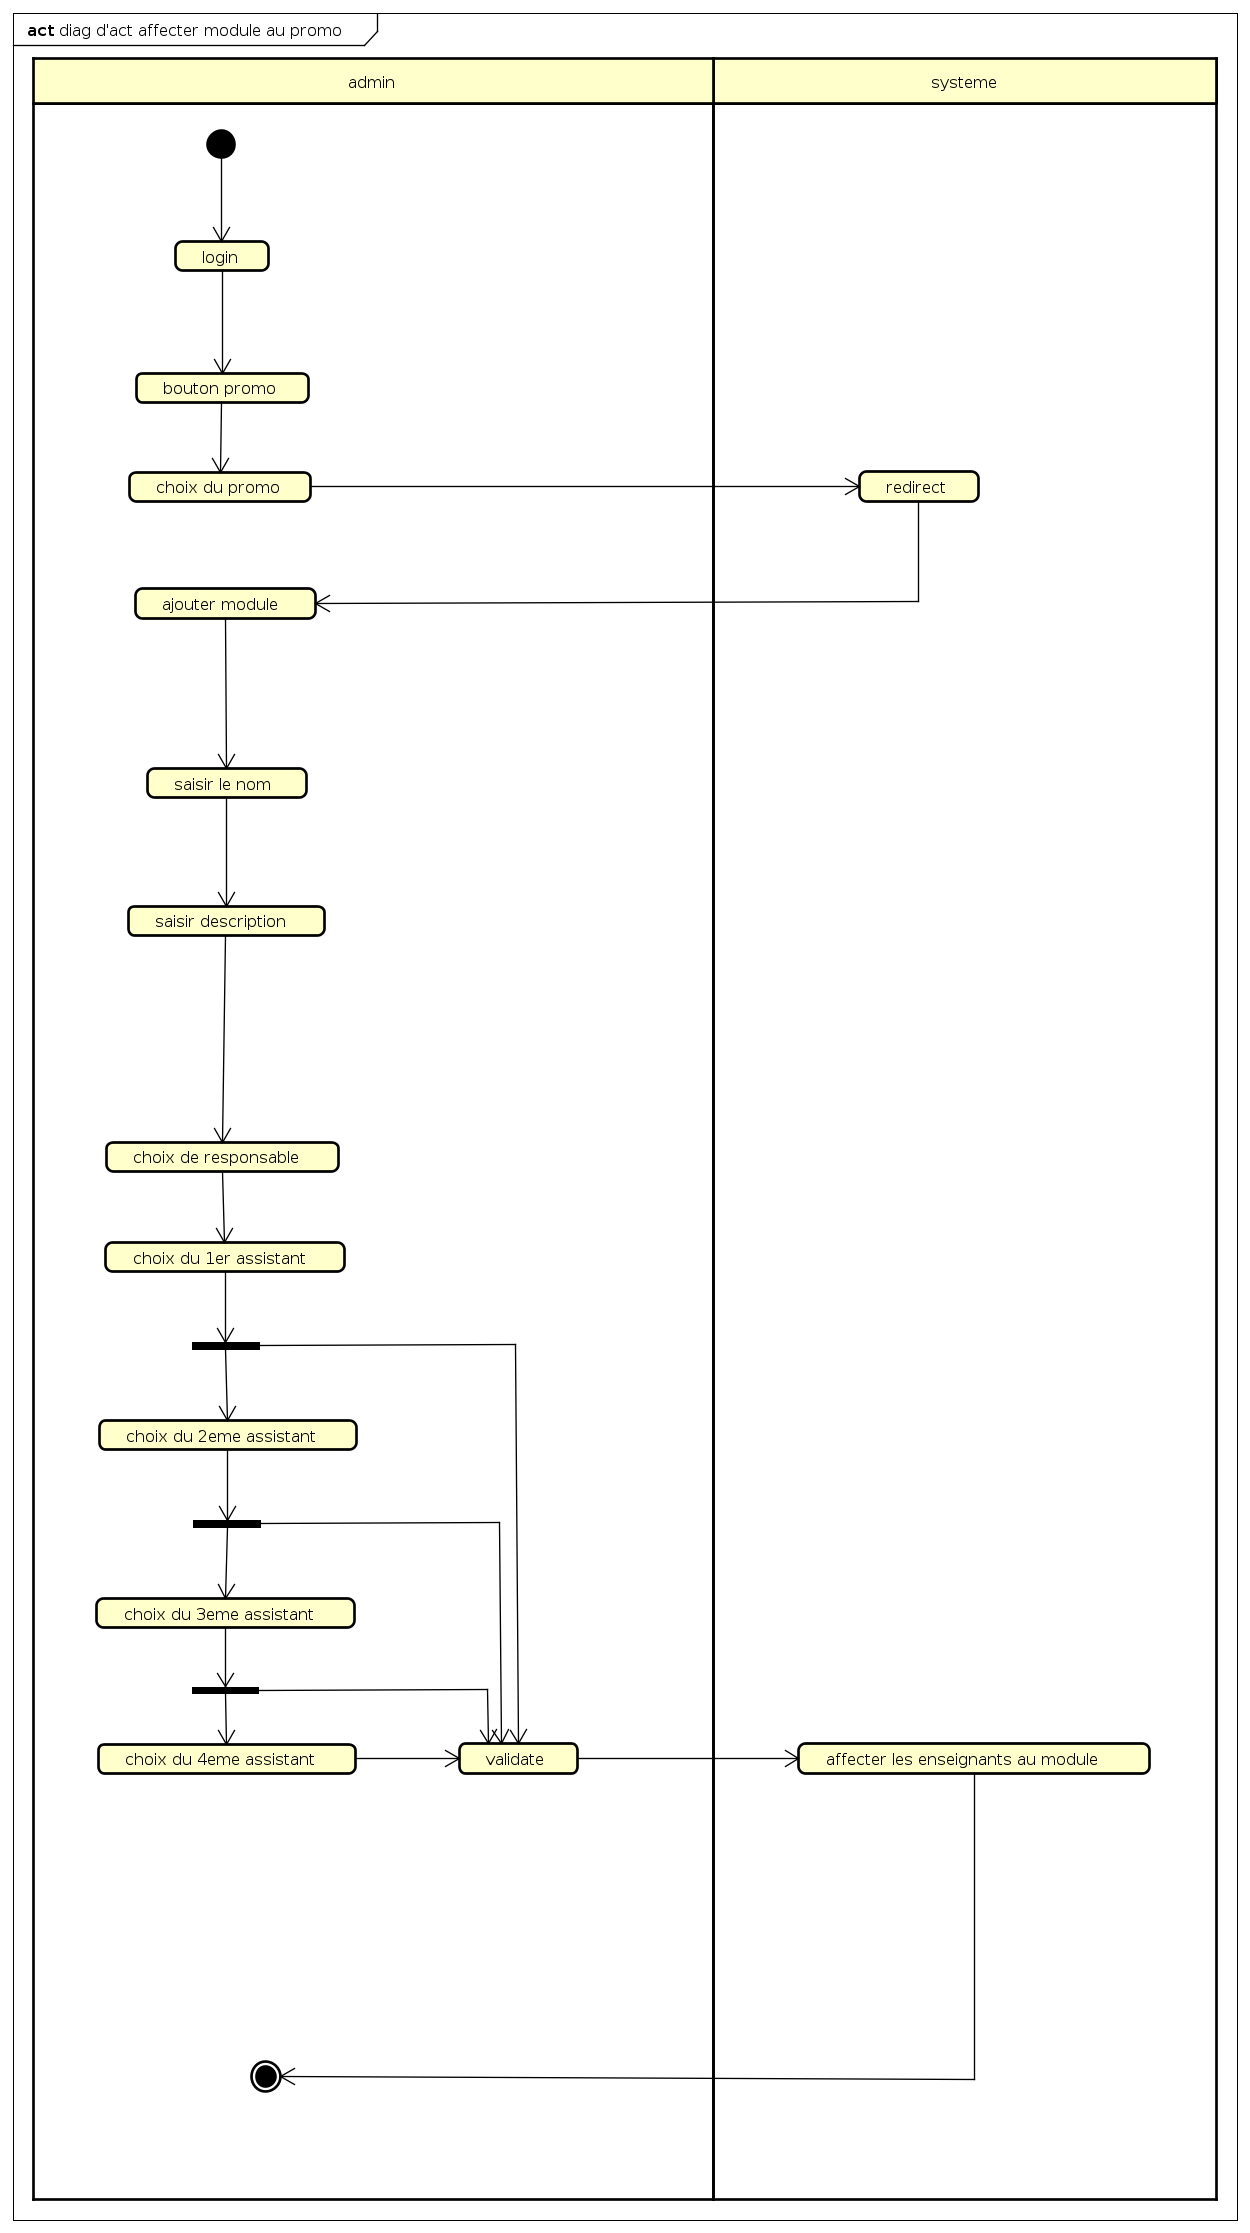 act diag d'act affecter module au promo
admin
systeme
login
bouton promo
choix du promo
redirect
ajouter module
saisir le nom
saisir description
choix de responsable
choix du 1er assistant
choix du 2eme assistant
choix du 3eme assistant
choix du 4eme assistant
validate
affecter les enseignants au module